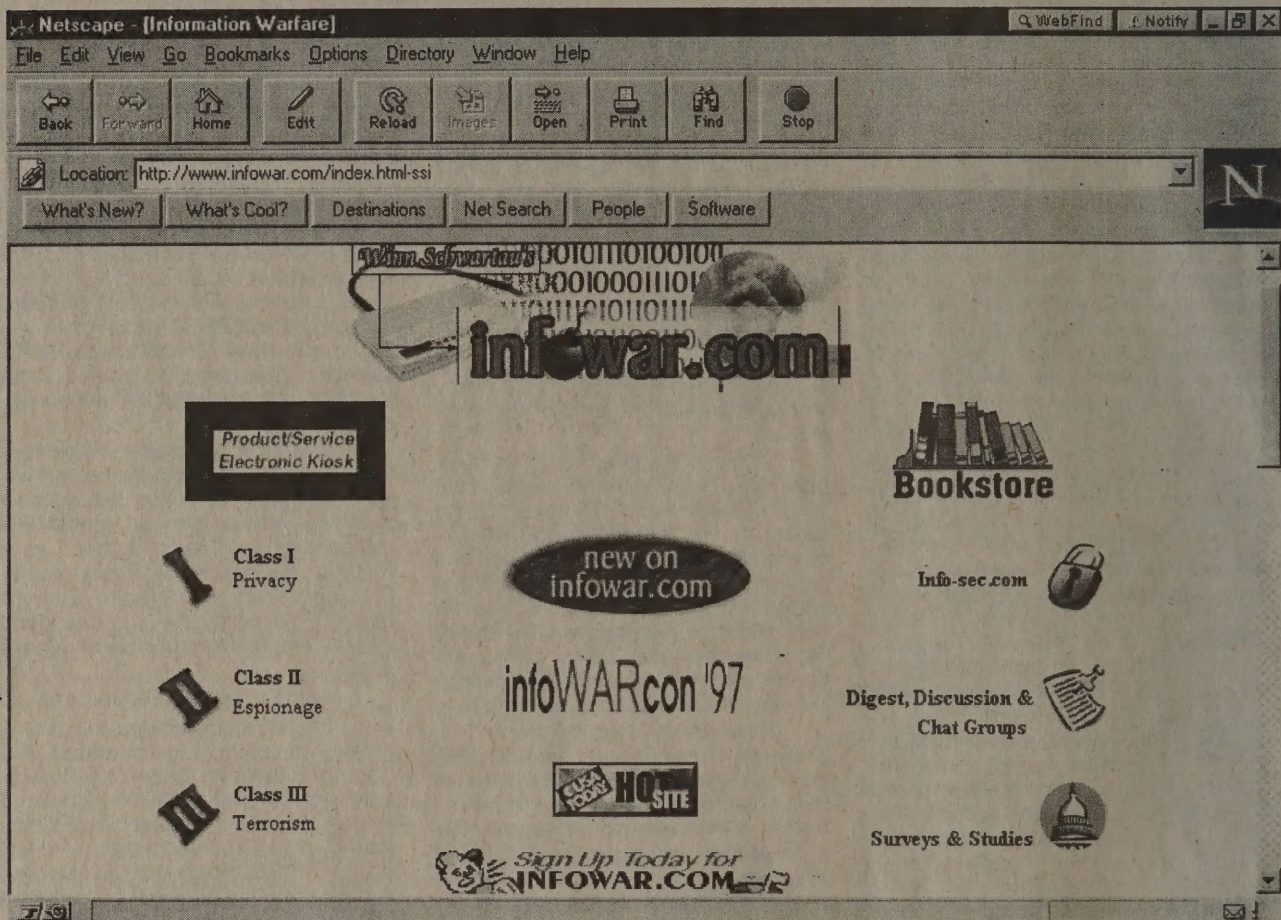 Netscape - [Information Warfare]
WebFind Notify
File Edit View Go Bookmarks Options Directory Window Help
Back Forward Home Edit Reload Images Open Print Find Stop
Location: http://www.infowar.com/index.html-ssi
N
What's New? What's Cool? Destinations Net Search People Software
Winn Schwartau's
infowar.com
Product/Service
Electronic Kiosk
Bookstore
I Class I
Privacy
new on
infowar.com
Info-sec.com
II Class II
Espionage
infoWARcon '97
Digest, Discussion &
Chat Groups
III Class III
Terrorism
USA TODAY HOT SITE
Surveys & Studies
Sign Up Today for
INFOWAR.COM